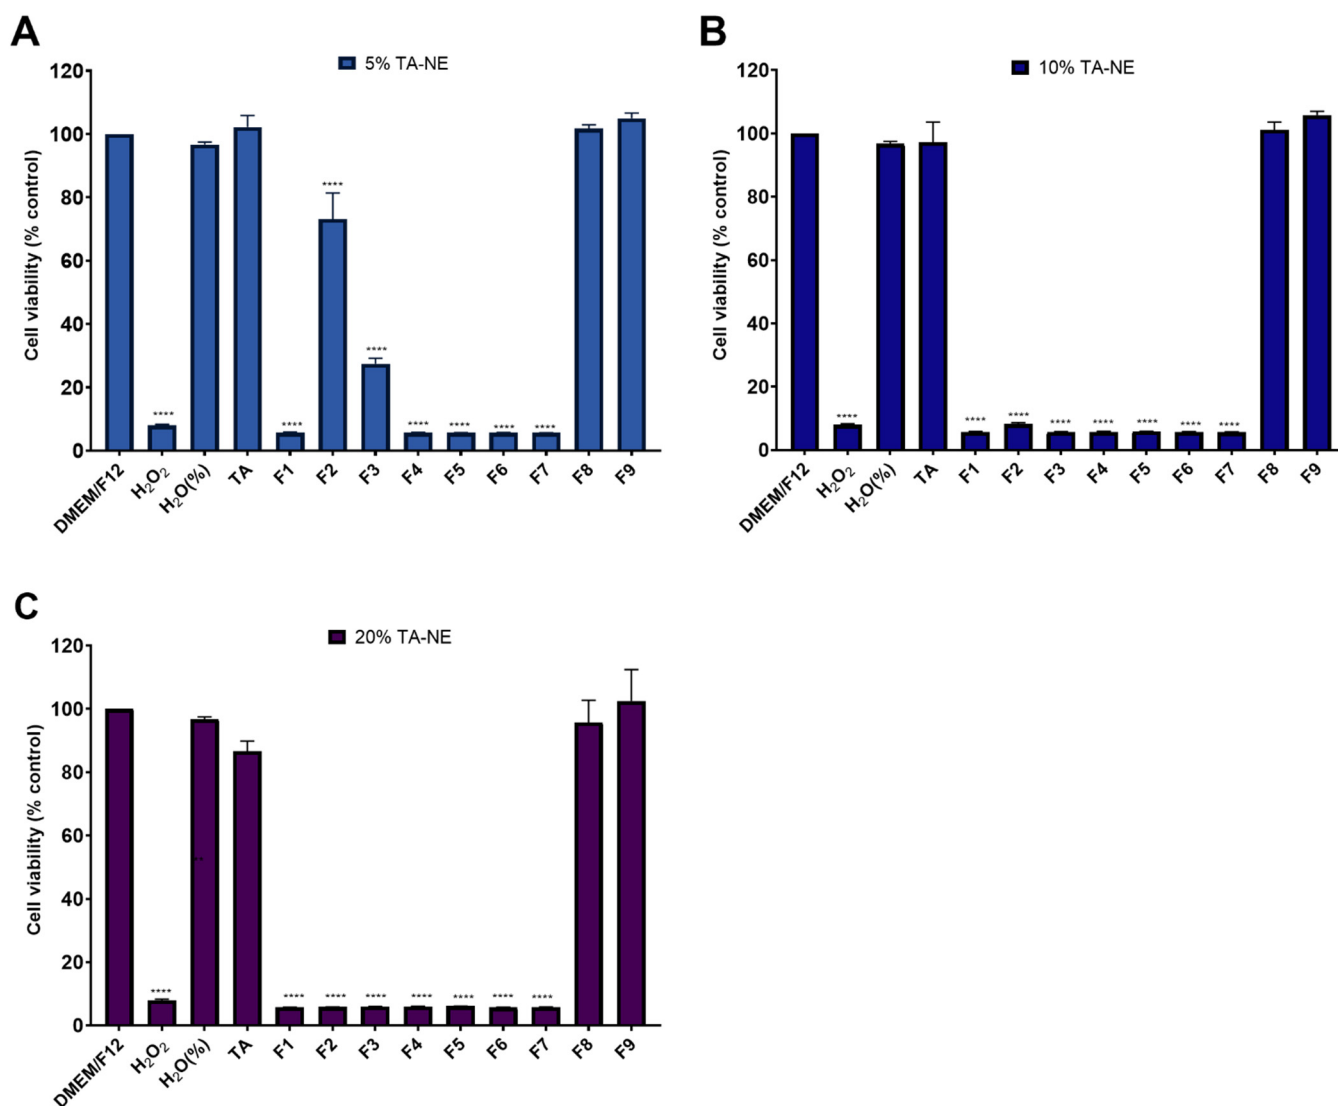 A
5% TA-NE
Cell viability (% control)
120
100
80
60
40
20
0
**** **** **** **** **** **** **** ****
DMEM/F12 H₂O₂ H₂O(%) TA F1 F2 F3 F4 F5 F6 F7 F8 F9
B
10% TA-NE
Cell viability (% control)
120
100
80
60
40
20
0
**** **** **** **** **** **** **** ****
DMEM/F12 H₂O₂ H₂O(%) TA F1 F2 F3 F4 F5 F6 F7 F8 F9
C
20% TA-NE
Cell viability (% control)
120
100
80
60
40
20
0
**
**** **** **** **** **** **** **** ****
DMEM/F12 H₂O₂ H₂O(%) TA F1 F2 F3 F4 F5 F6 F7 F8 F9